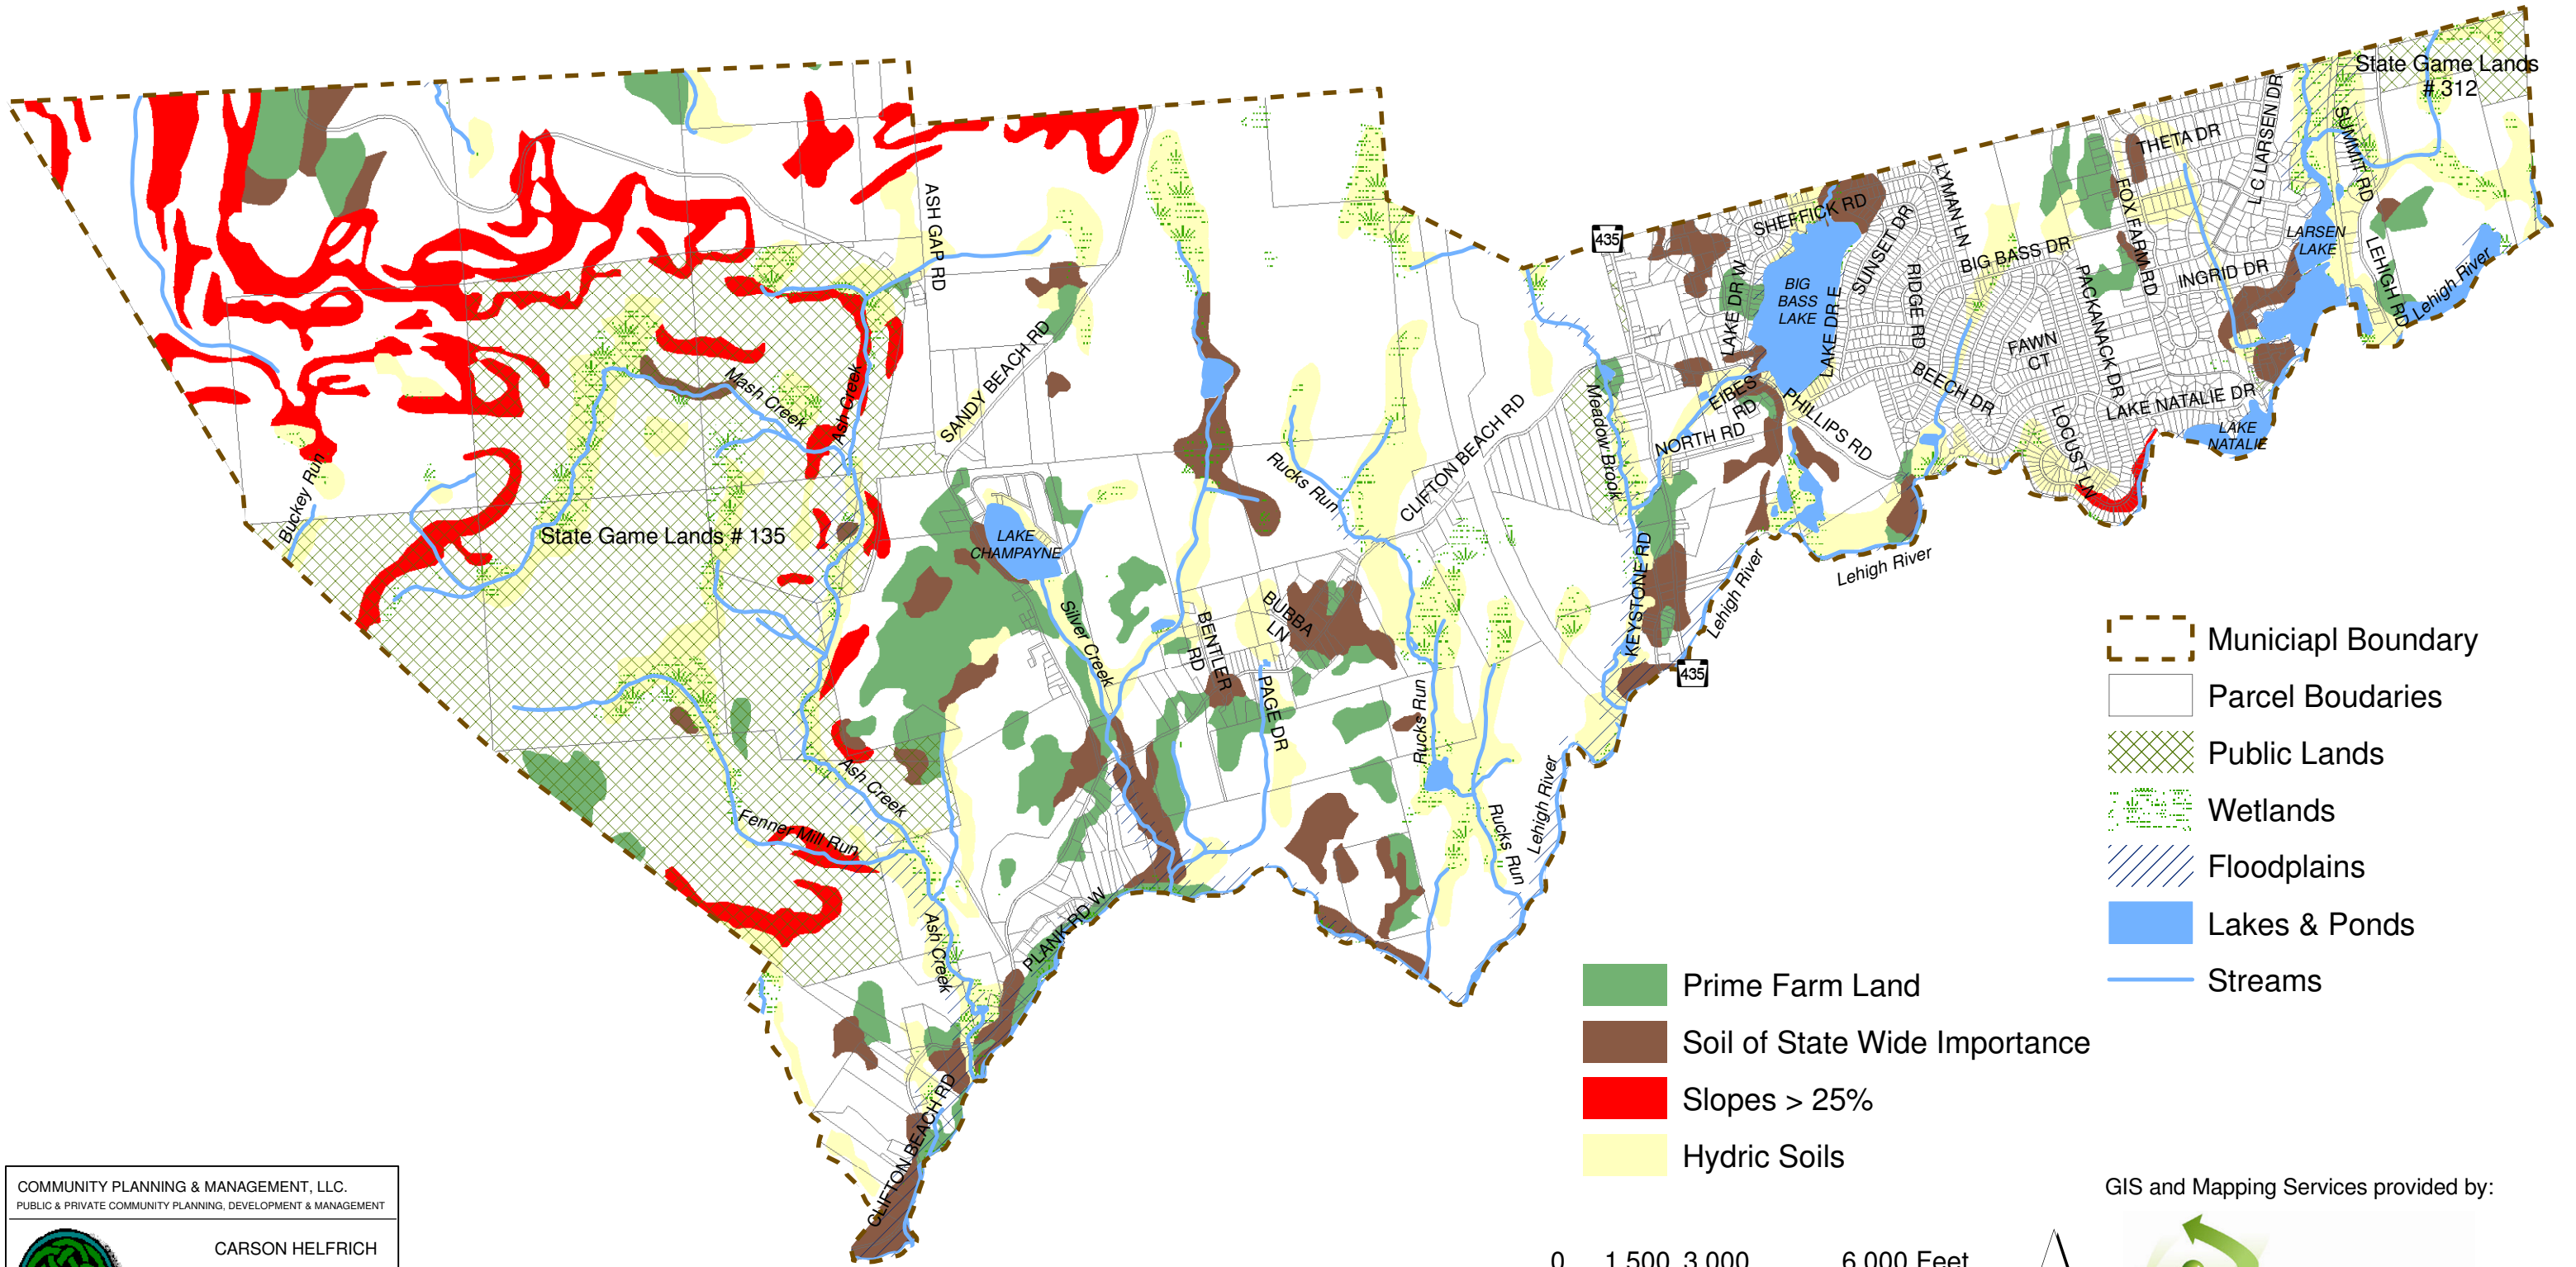 State Game Lands
# 312
THETA DR
L C LARSEN DR
SUMMIT RD
ASH GAP RD
LYMAN LN
FOX FARM RD
SHEFFICK RD
435
SUNSET DR
BIG BASS DR
LARSEN
LAKE
LEHIGH RD
Lehigh River
INGRID DR
RIDGE RD
PACKANACK DR
BIG
BASS
LAKE
LAKE DR W
LAKE DR E
FAWN
CT
SANDY BEACH RD
Mash Creek
Ash Creek
BEECH DR
EIBES
RD
PHILLIPS RD
LAKE NATALIE DR
LAKE
NATALIE
LOCUST LN
Meadow Brook
CLIFTON BEACH RD
NORTH RD
Rucks Run
Buckey Run
State Game Lands # 135
LAKE
CHAMPAYNE
Lehigh River
Lehigh River
KEYSTONE RD
Silver Creek
BENTLER
RD
BUBBA
LN
435
PAGE DR
Rucks Run
Ash Creek
Fenner Mill Run
Rucks Run
Lehigh River
Ash Creek
PLANK RD W
CLIFTON BEACH RD
Municiapl Boundary
Parcel Boudaries
Public Lands
Wetlands
Floodplains
Lakes & Ponds
Streams
Prime Farm Land
Soil of State Wide Importance
Slopes > 25%
Hydric Soils
COMMUNITY PLANNING & MANAGEMENT, LLC.
PUBLIC & PRIVATE COMMUNITY PLANNING, DEVELOPMENT & MANAGEMENT
CARSON HELFRICH
GIS and Mapping Services provided by:
0 1,500 3,000 6,000 Feet